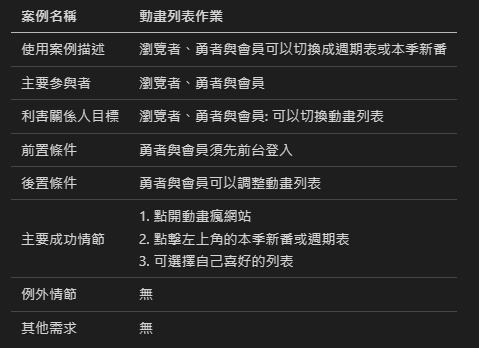 案例名稱 動畫列表作業
使用案例描述 瀏覽者、勇者與會員可以切換成週期表或本季新番
主要參與者 瀏覽者、勇者與會員
利害關係人目標 瀏覽者、勇者與會員: 可以切換動畫列表
前置條件 勇者與會員須先前台登入
後置條件 勇者與會員可以調整動畫列表
主要成功情節 1. 點開動畫瘋網站
2. 點擊左上角的本季新番或週期表
3. 可選擇自己喜好的列表
例外情節 無
其他需求 無